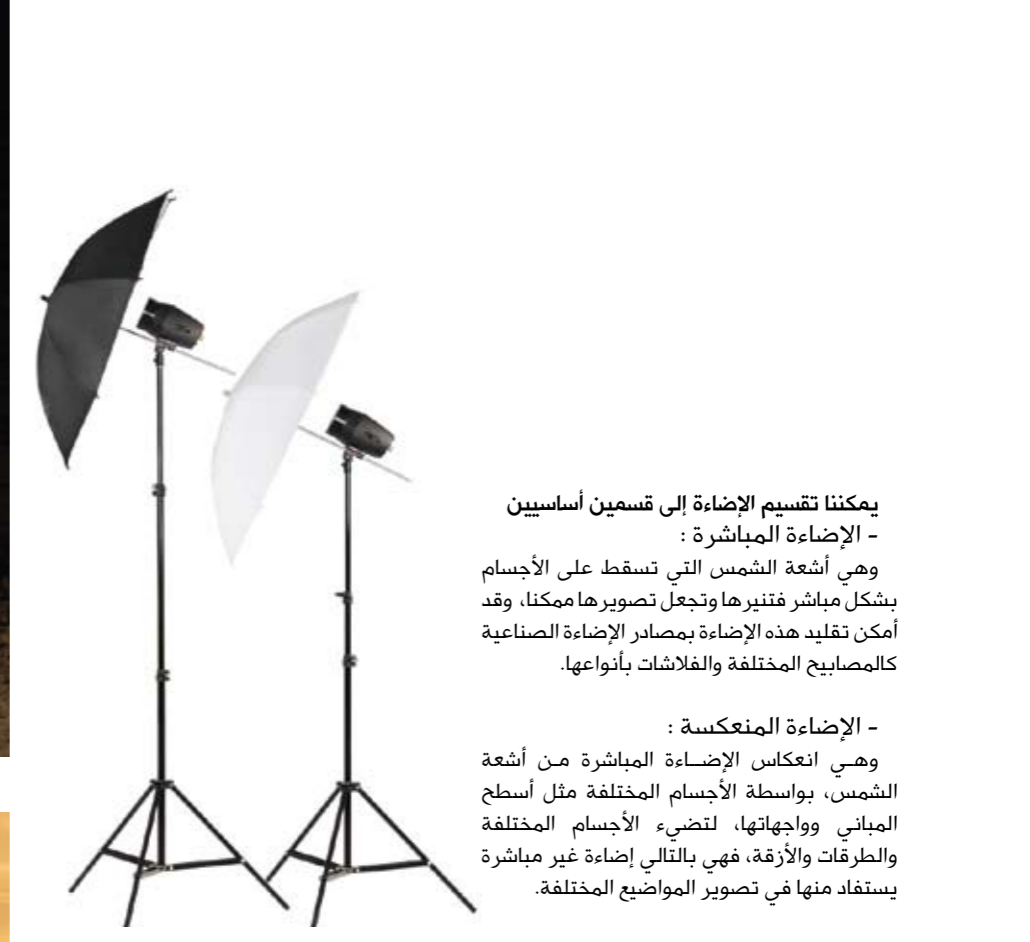 يمكننا تقسيم الإضاءة إلى قسمين أساسيين
- الإضاءة المباشرة :
وهي أشعة الشمس التي تسقط على الأجسام
بشكل مباشر فتنيرها وتجعل تصويرها ممكنا، وقد
أمكن تقليد هذه الإضاءة بمصادر الإضاءة الصناعية
كالمصابيح المختلفة والفلاشات بأنواعها.
- الإضاءة المنعكسة :
وهي انعكاس الإضاءة المباشرة من أشعة
الشمس، بواسطة الأجسام المختلفة مثل أسطح
المباني وواجهاتها، لتضيء الأجسام المختلفة
والطرقات والأزقة، فهي بالتالي إضاءة غير مباشرة
يستفاد منها في تصوير المواضيع المختلفة.